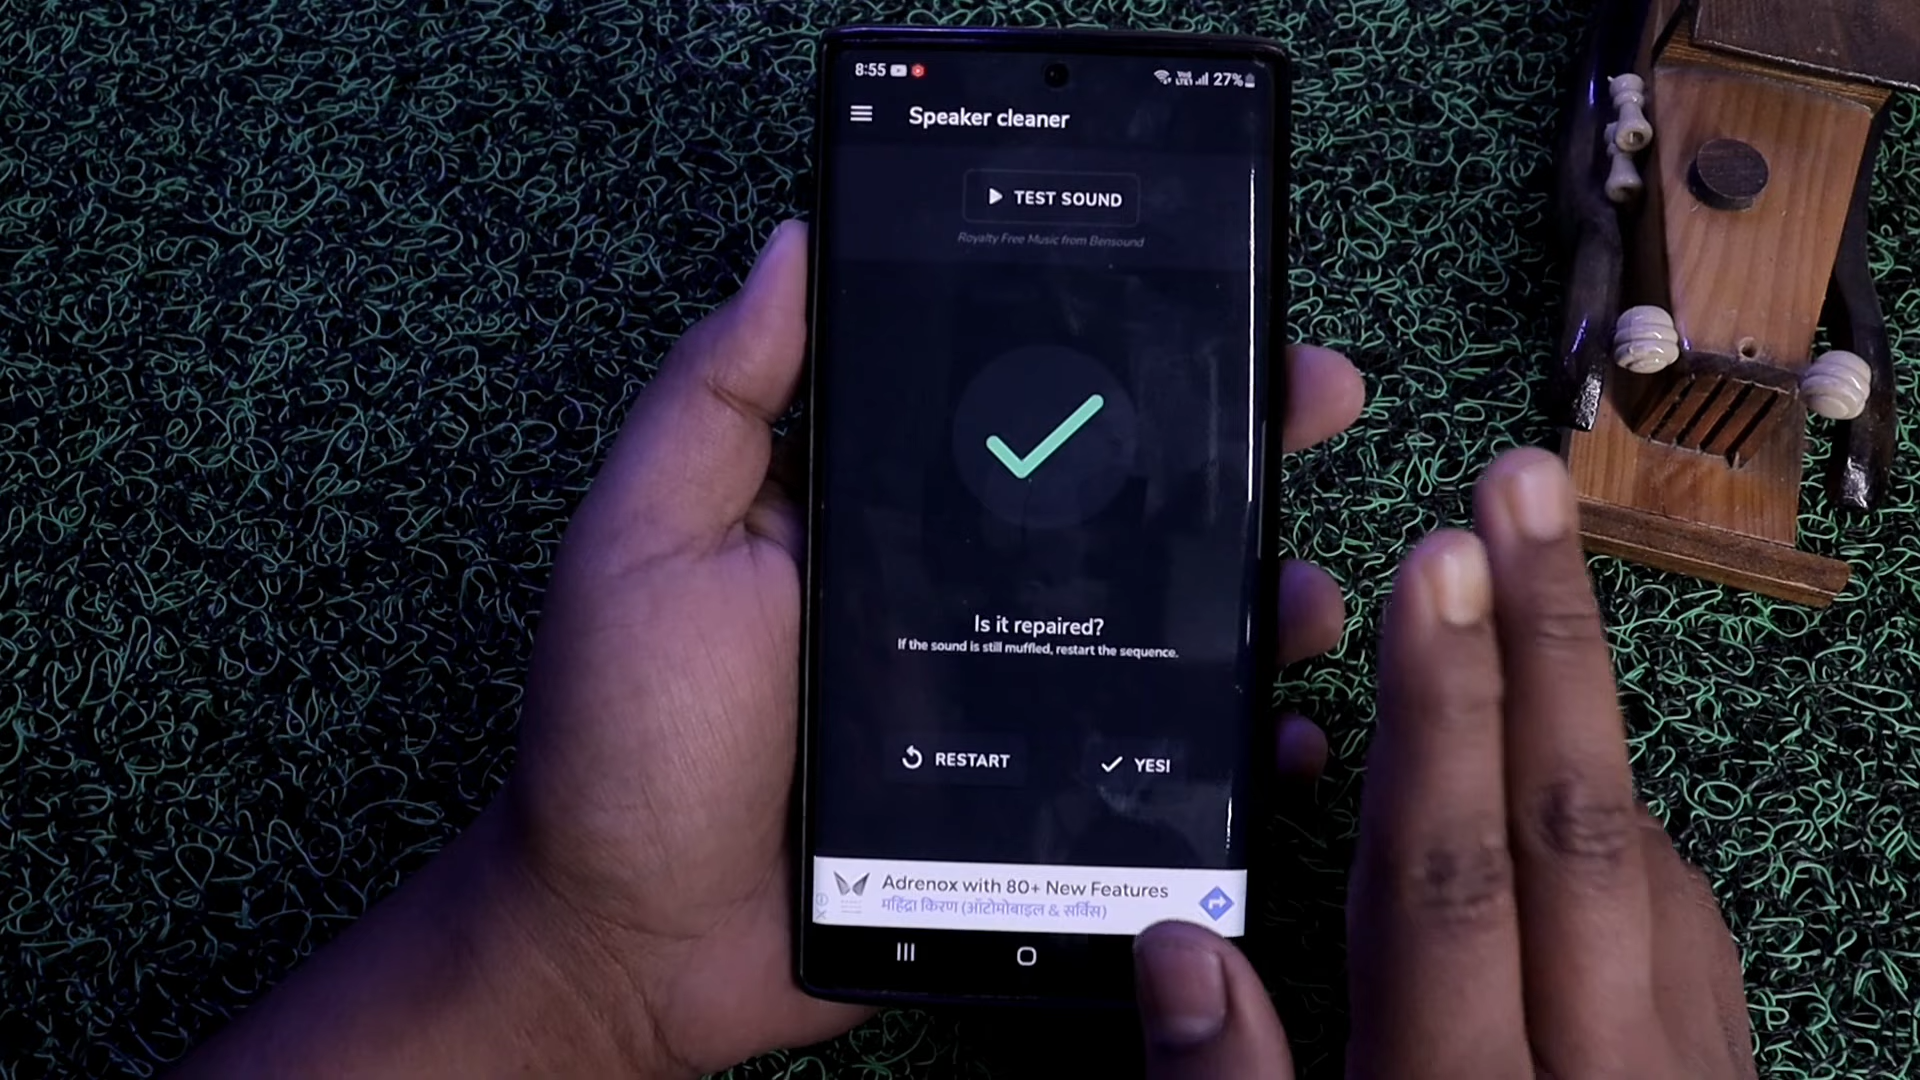 8:55
27%
Speaker cleaner
TEST SOUND
Royalty Free Music from Bensound
Is it repaired?
If the sound is still muffled, restart the sequence.
RESTART
YES!
Adrenox with 80+ New Features
महिंद्रा किरण (ऑटोमोबाइल & सर्विस)